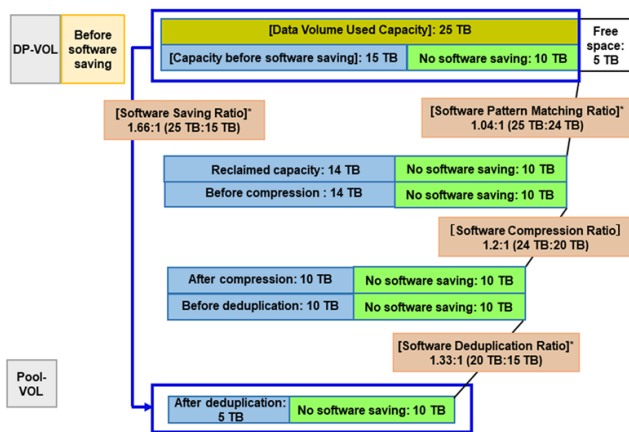 DP-VOL
Before
software
saving
[Data Volume Used Capacity]: 25 TB
[Capacity before software saving]: 15 TB
No software saving: 10 TB
Free
space:
5 TB
[Software Saving Ratio]*
1.66:1 (25 TB:15 TB)
[Software Pattern Matching Ratio]*
1.04:1 (25 TB:24 TB)
Reclaimed capacity: 14 TB
No software saving: 10 TB
Before compression : 14 TB
No software saving: 10 TB
[Software Compression Ratio]
1.2:1 (24 TB:20 TB)
After compression: 10 TB
No software saving: 10 TB
Before deduplication: 10 TB
No software saving: 10 TB
[Software Deduplication Ratio]*
1.33:1 (20 TB:15 TB)
Pool-
VOL
After deduplication:
5 TB
No software saving: 10 TB